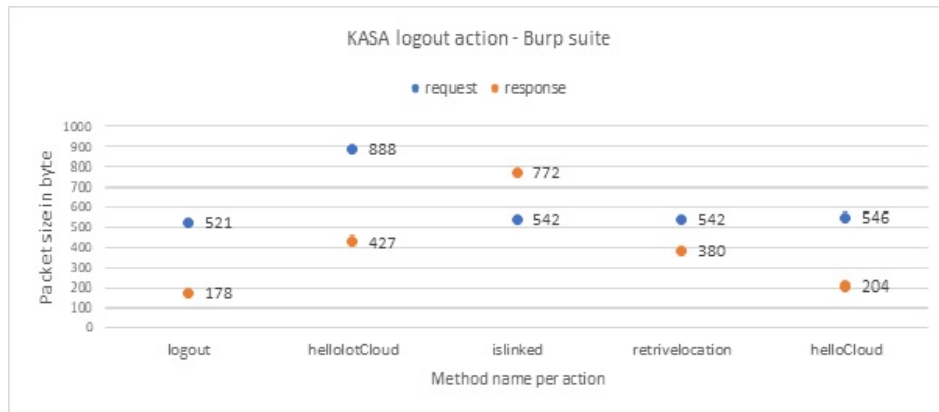 KASA logout action - Burp suite
request response
1000
900 888
800 772
700
600 521 542 542 546
500
400 427 380
300
200 178 204
100
0
logout helloIotCloud islinked retrivelocation helloCloud
Packet size in byte
Method name per action